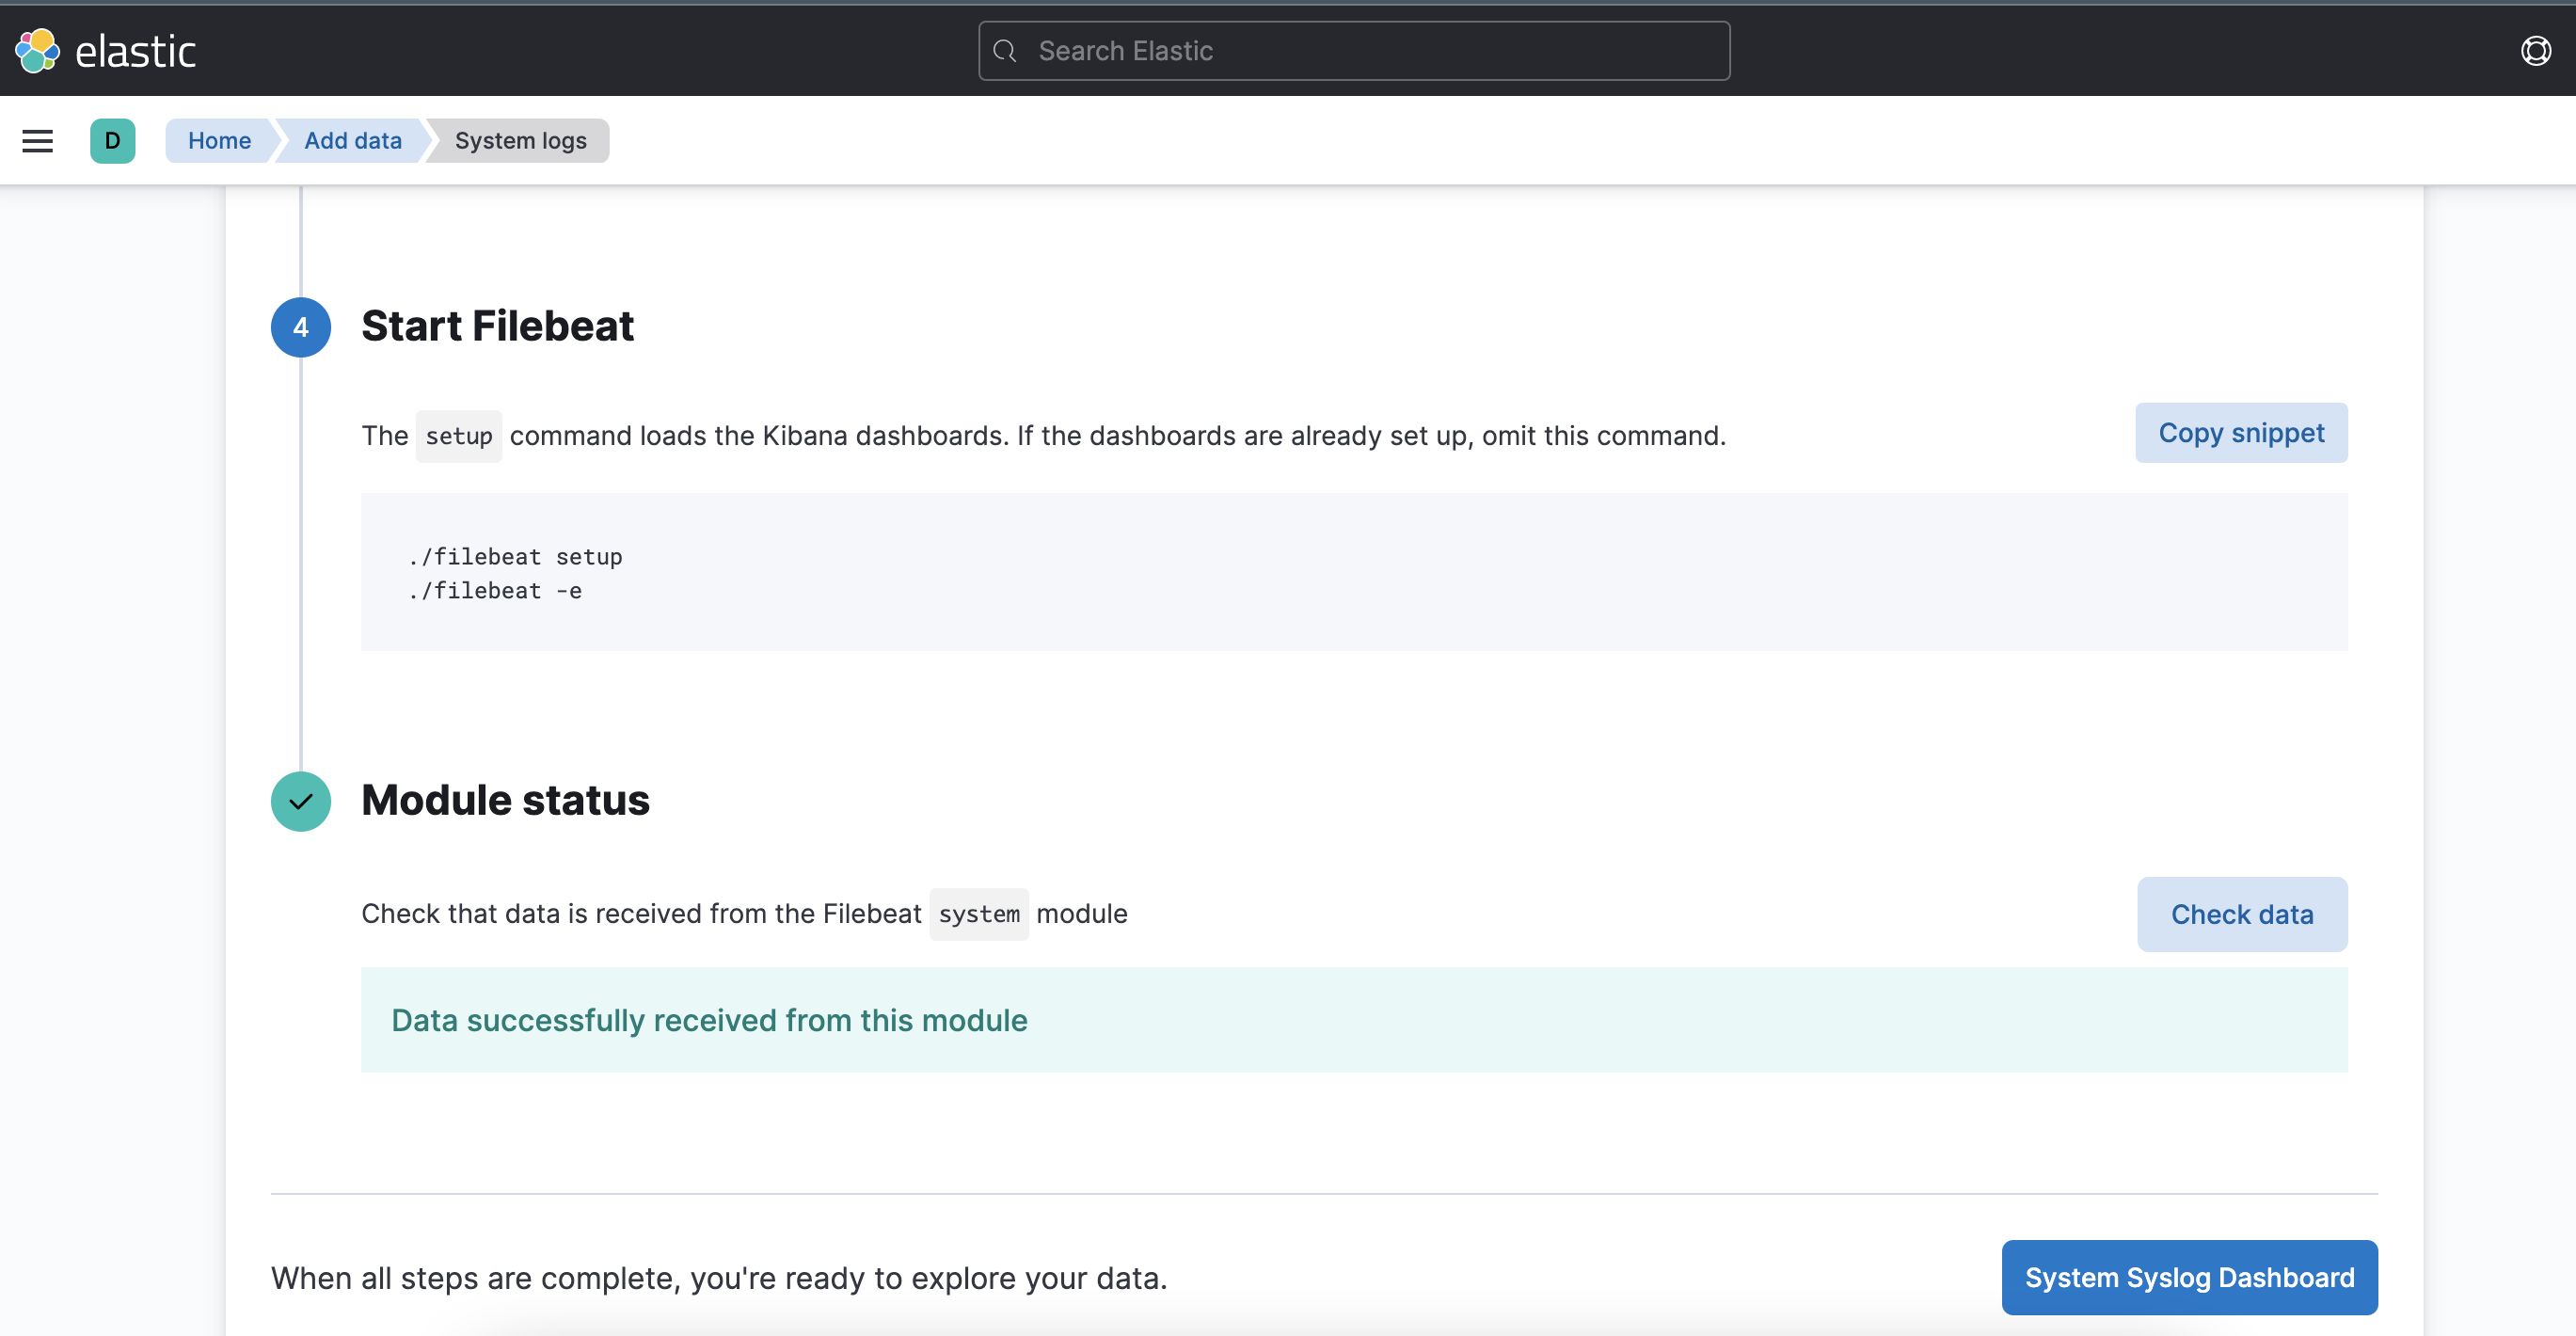 elastic
Search Elastic
D
Home
Add data
System logs
4
Start Filebeat
The setup command loads the Kibana dashboards. If the dashboards are already set up, omit this command.
Copy snippet
./filebeat setup
./filebeat -e
Module status
Check that data is received from the Filebeat system module
Check data
Data successfully received from this module
When all steps are complete, you're ready to explore your data.
System Syslog Dashboard